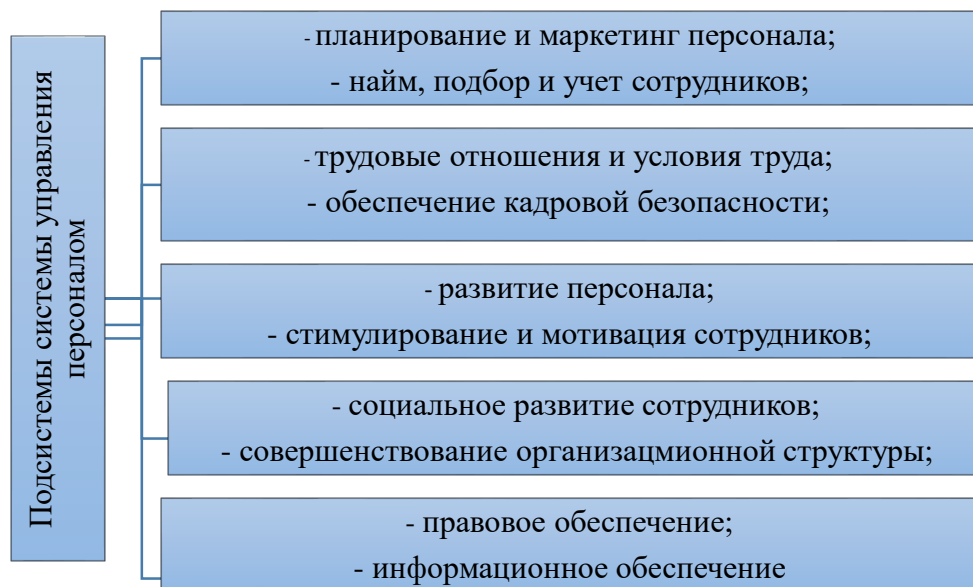 Подсистемы системы управления
персоналом
- планирование и маркетинг персонала;
- найм, подбор и учет сотрудников;
- трудовые отношения и условия труда;
- обеспечение кадровой безопасности;
- развитие персонала;
- стимулирование и мотивация сотрудников;
- социальное развитие сотрудников;
- совершенствование организацмионной структуры;
- правовое обеспечение;
- информационное обеспечение